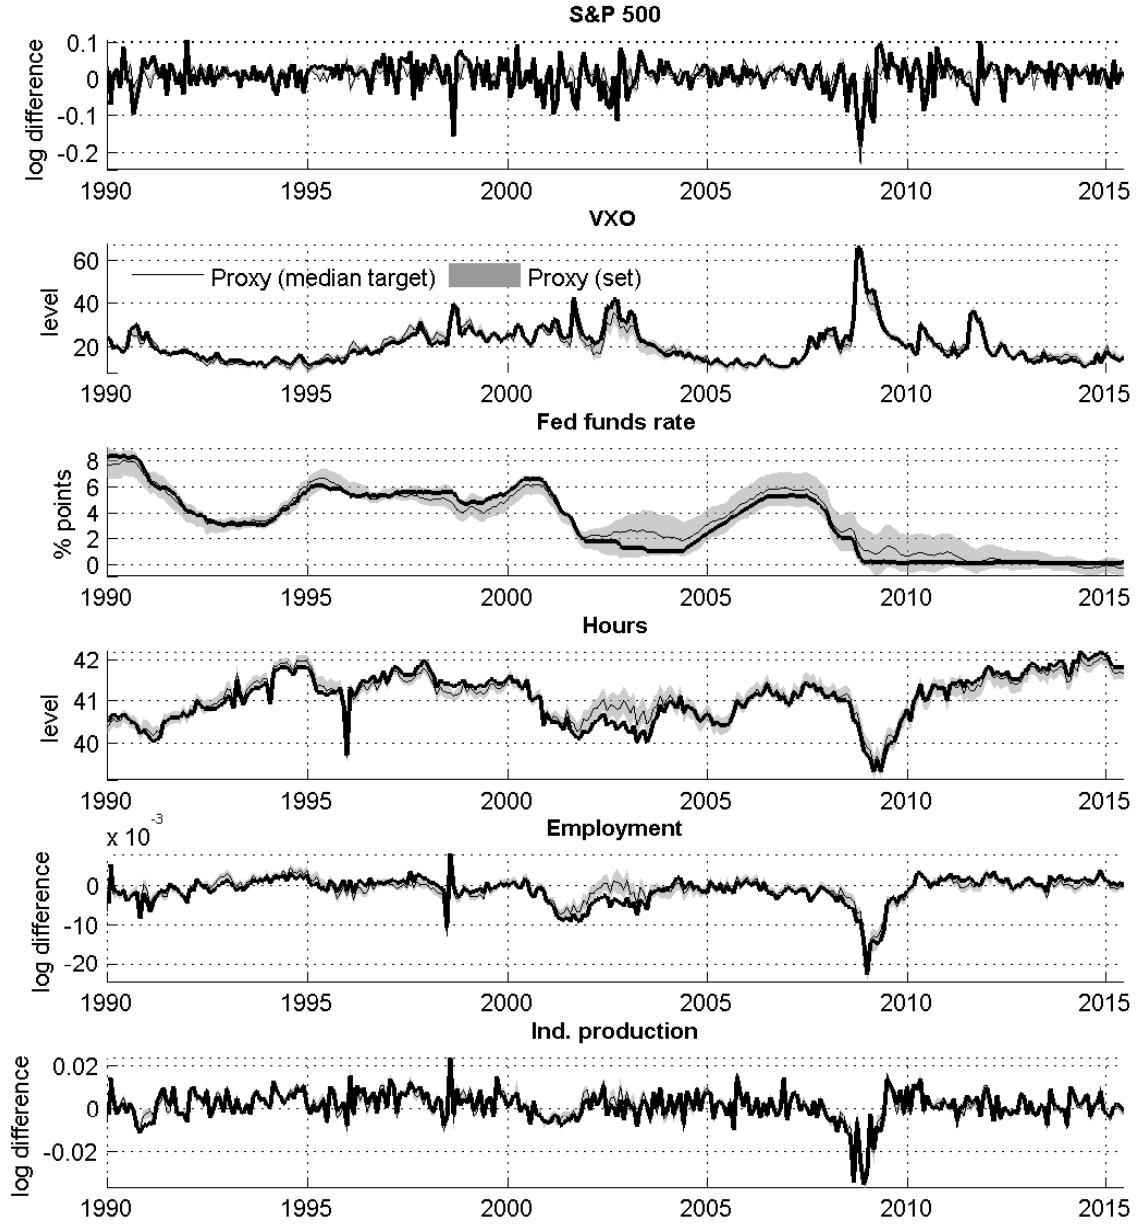 S&P 500
log difference
0.1
0
-0.1
-0.2
1990 1995 2000 2005 2010 2015
VXO
level
60
40
20
Proxy (median target) Proxy (set)
1990 1995 2000 2005 2010 2015
Fed funds rate
% points
8
6
4
2
0
1990 1995 2000 2005 2010 2015
Hours
level
42
41
40
1990 1995 2000 2005 2010 2015
Employment
x 10^-3
log difference
0
-10
-20
1990 1995 2000 2005 2010 2015
Ind. production
log difference
0.02
0
-0.02
1990 1995 2000 2005 2010 2015